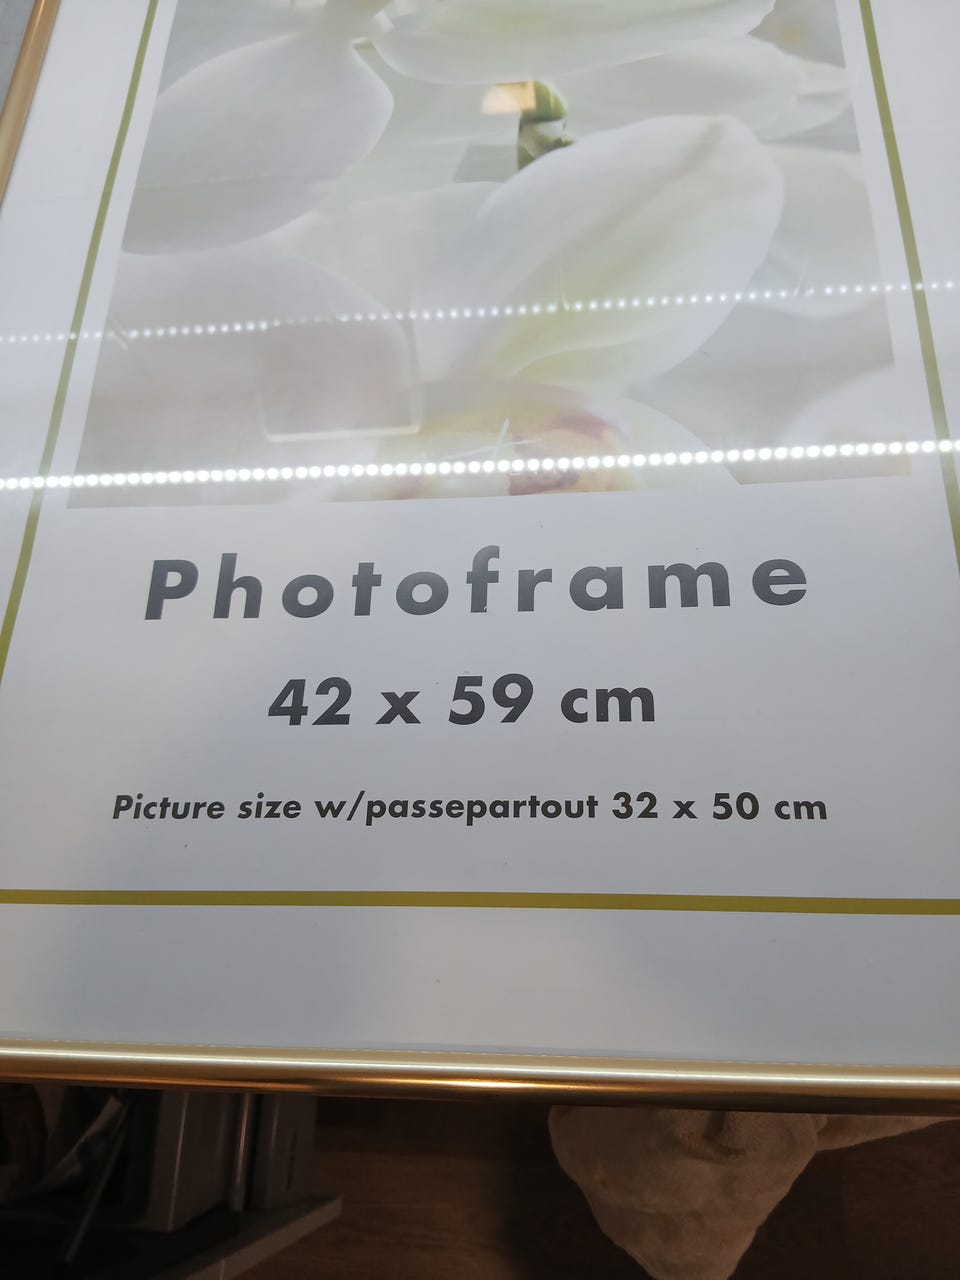 Photoframe
42 x 59 cm
Picture size w/passepartout 32 x 50 cm